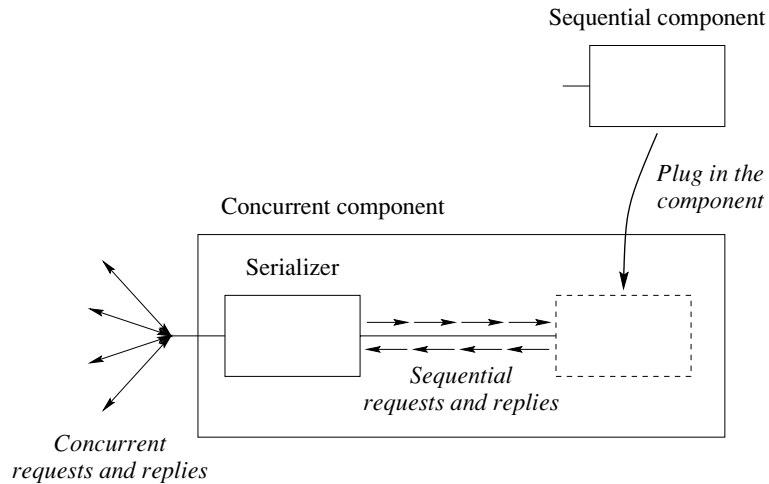 Sequential component
Plug in the
component
Concurrent component
Serializer
Sequential
requests and replies
Concurrent
requests and replies